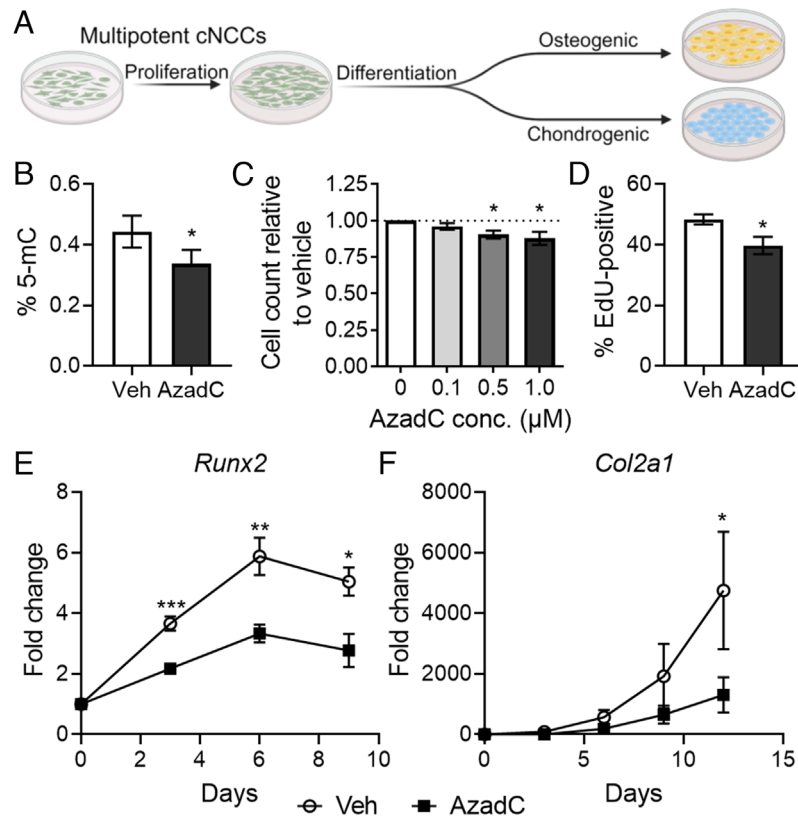 A
Multipotent cNCCs
Proliferation
Differentiation
Osteogenic
Chondrogenic
B
% 5-mC
0.6
0.4
0.2
0.0
*
Veh AzadC
C
Cell count relative
to vehicle
1.25
1.00
0.75
0.50
0.25
0.00
* *
0 0.1 0.5 1.0
AzadC conc. (µM)
D
% EdU-positive
60
40
20
0
*
Veh AzadC
E
Runx2
Fold change
8
6
4
2
0
***
**
*
0 2 4 6 8 10
Days
F
Col2a1
Fold change
8000
6000
4000
2000
0
*
0 5 10 15
Days
Veh AzadC